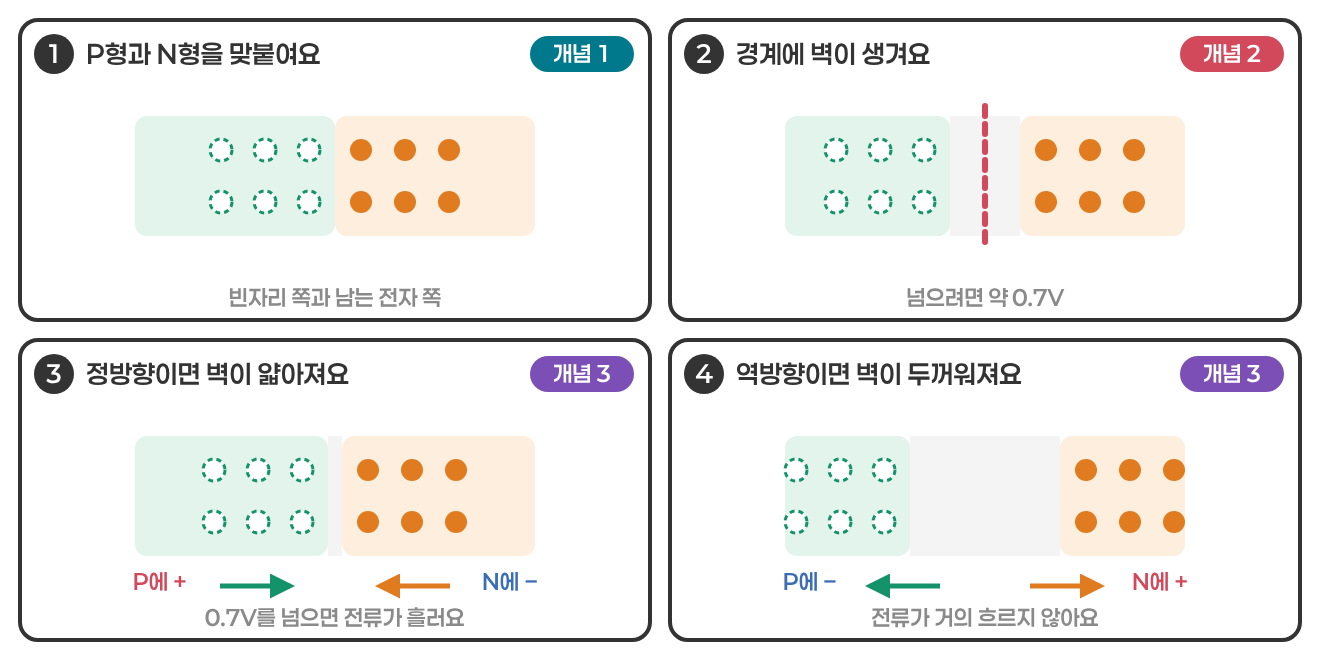 1 P형과 N형을 맞붙여요 개념 1
빈자리 쪽과 남는 전자 쪽
2 경계에 벽이 생겨요 개념 2
넘으려면 약 0.7V
3 정방향이면 벽이 얇아져요 개념 3
P에 + N에 −
0.7V를 넘으면 전류가 흘러요
4 역방향이면 벽이 두꺼워져요 개념 3
P에 − N에 +
전류가 거의 흐르지 않아요